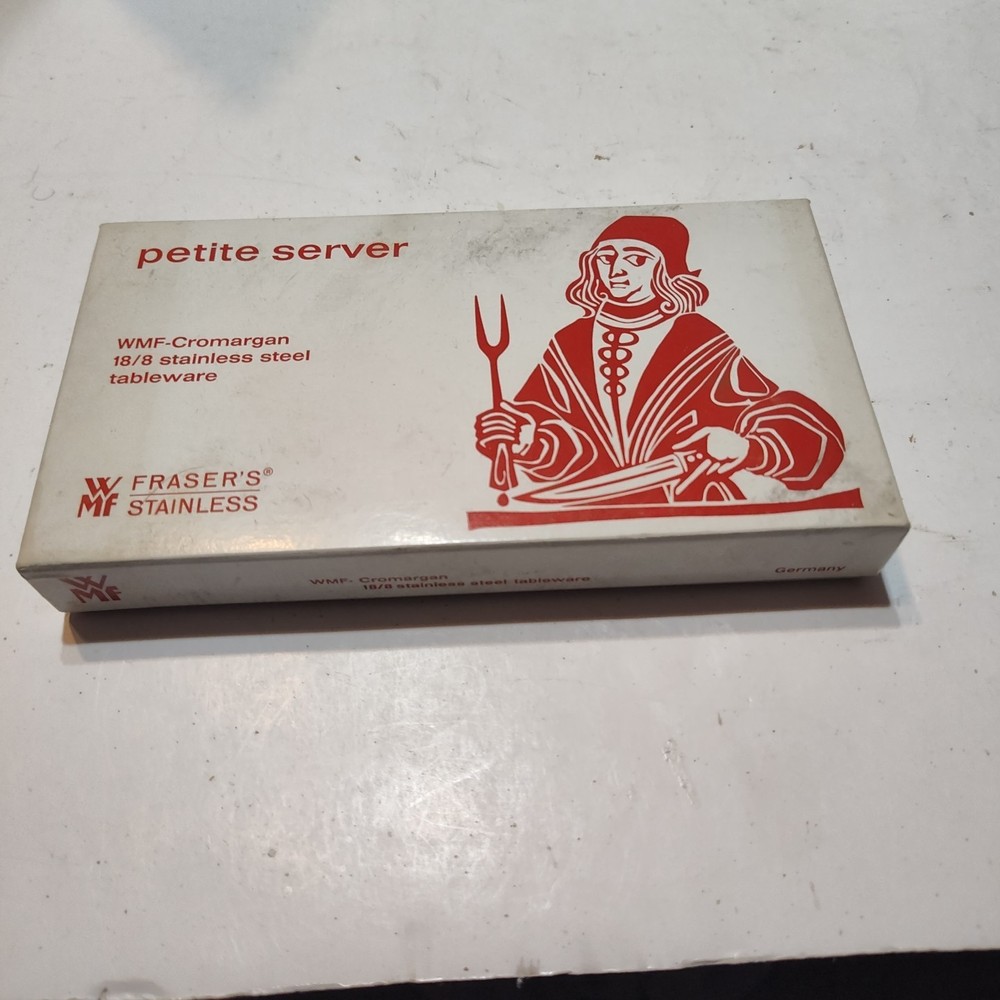 petite server
WMF-Cromargan
18/8 stainless steel
tableware
WMF FRASER'S®
STAINLESS
WMF
WMF- Cromargan
18/8 stainless steel tableware
Germany